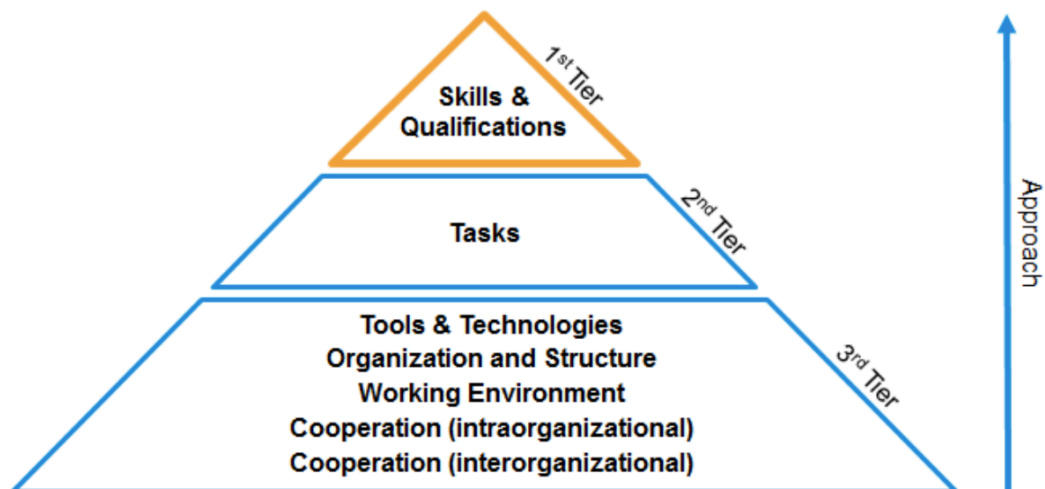 1st Tier
Skills &
Qualifications
2nd Tier
Tasks
Approach
Tools & Technologies
Organization and Structure
3rd Tier
Working Environment
Cooperation (intraorganizational)
Cooperation (interorganizational)